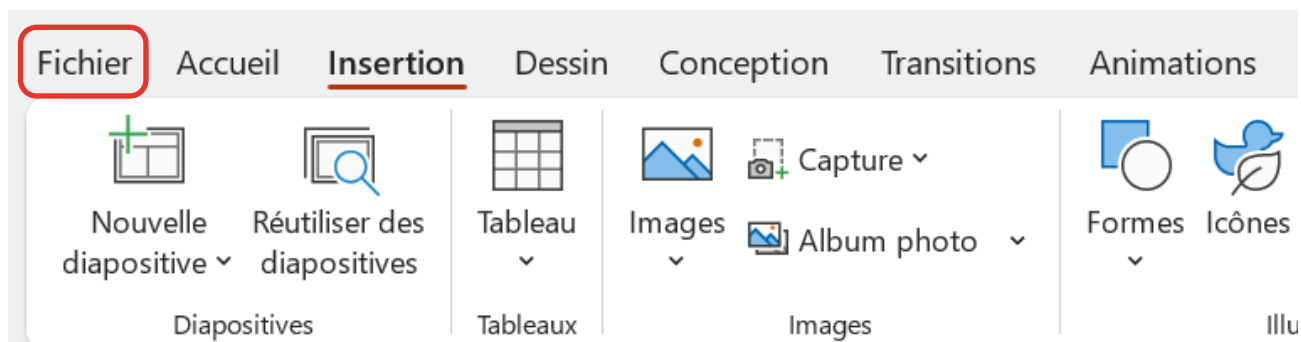 Fichier Accueil Insertion Dessin Conception Transitions Animations
Nouvelle diapositive
Réutiliser des diapositives
Tableau
Images
Capture
Album photo
Formes
Icônes
Diapositives Tableaux Images